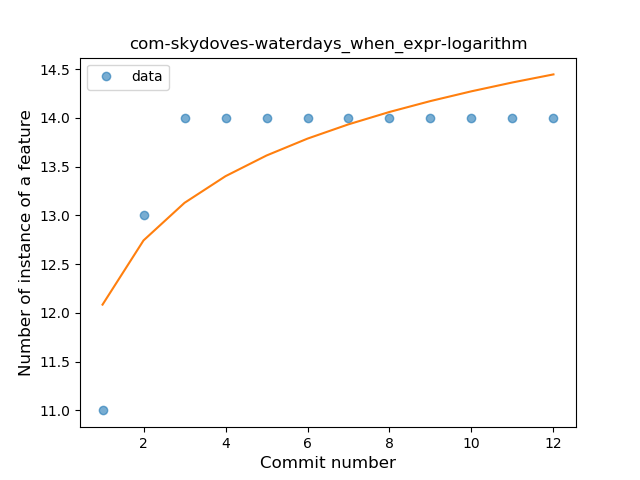 com-skydoves-waterdays_when_expr-logarithm
data
Number of instance of a feature
14.5
14.0
13.5
13.0
12.5
12.0
11.5
11.0
2 4 6 8 10 12
Commit number